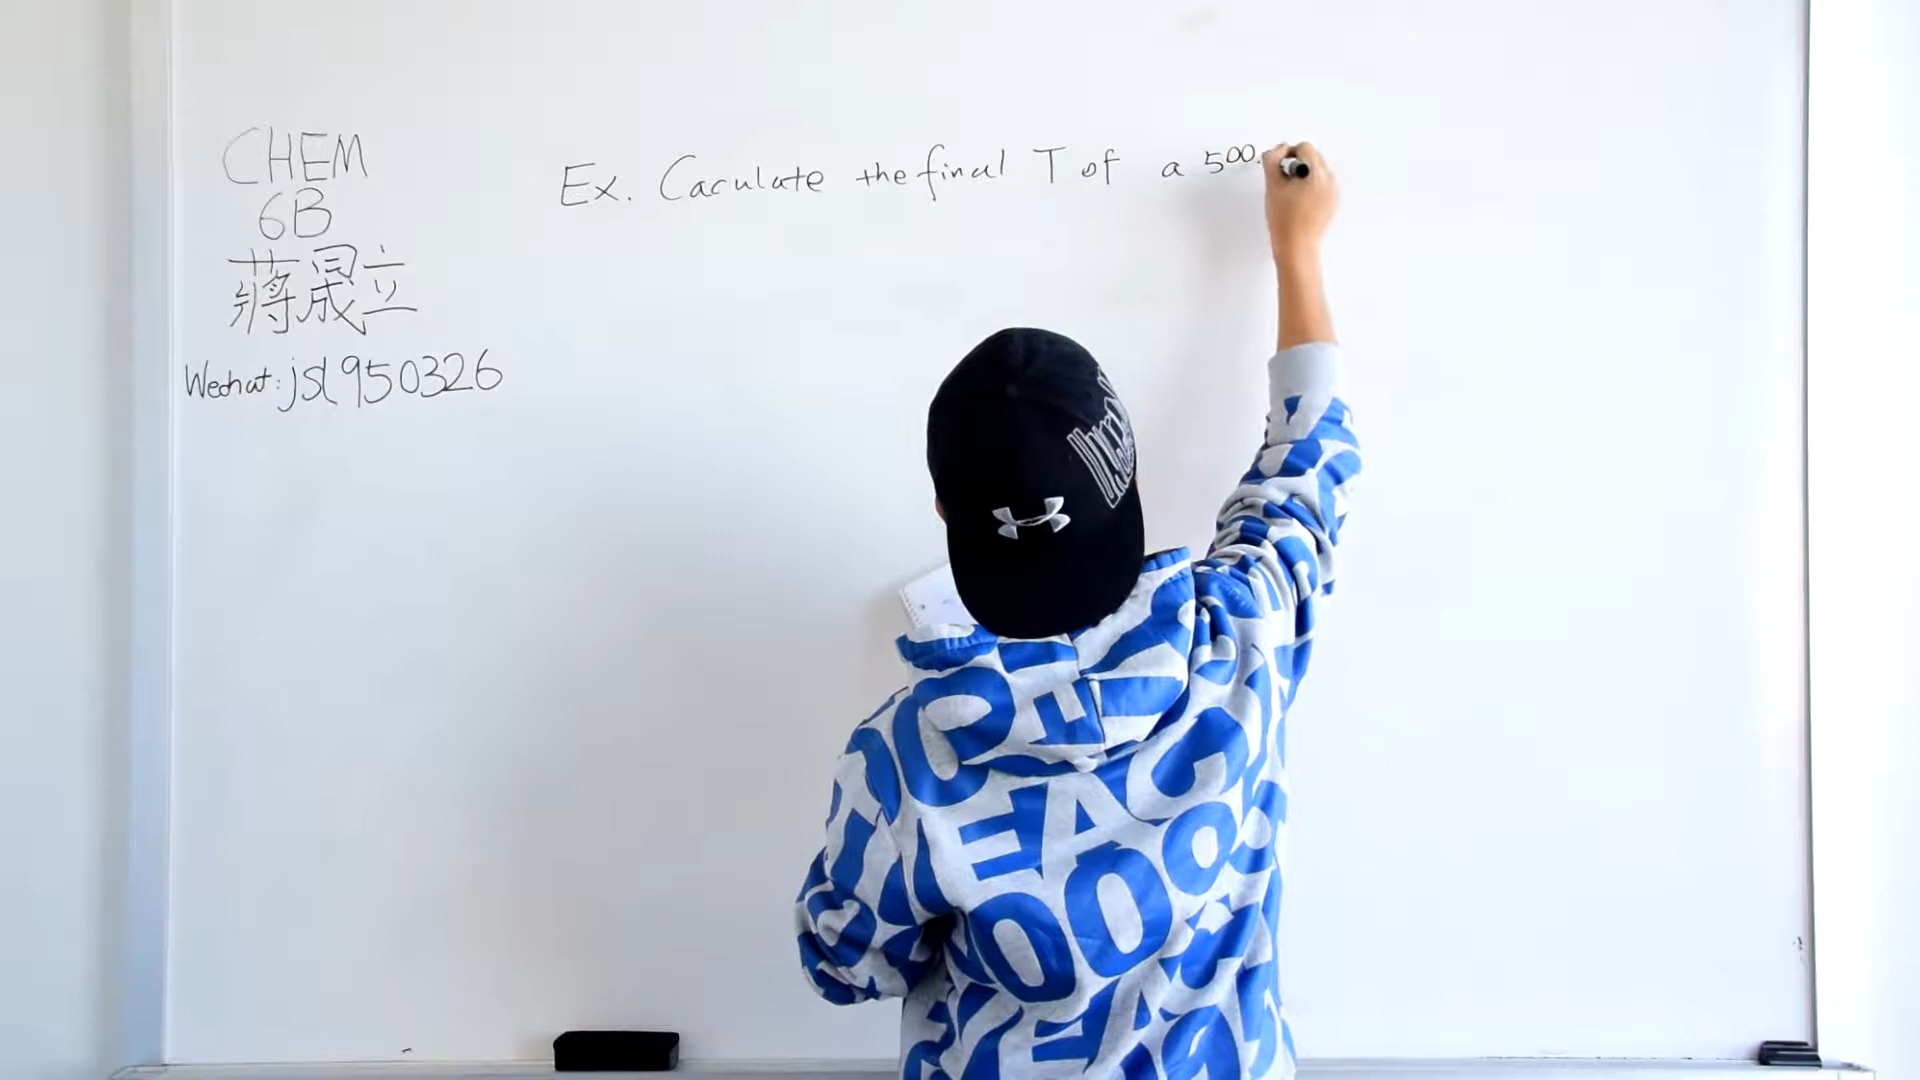 CHEM
6B
蔣晟立
Wechat: jsl950326
Ex. Caculate the final T of a 500.